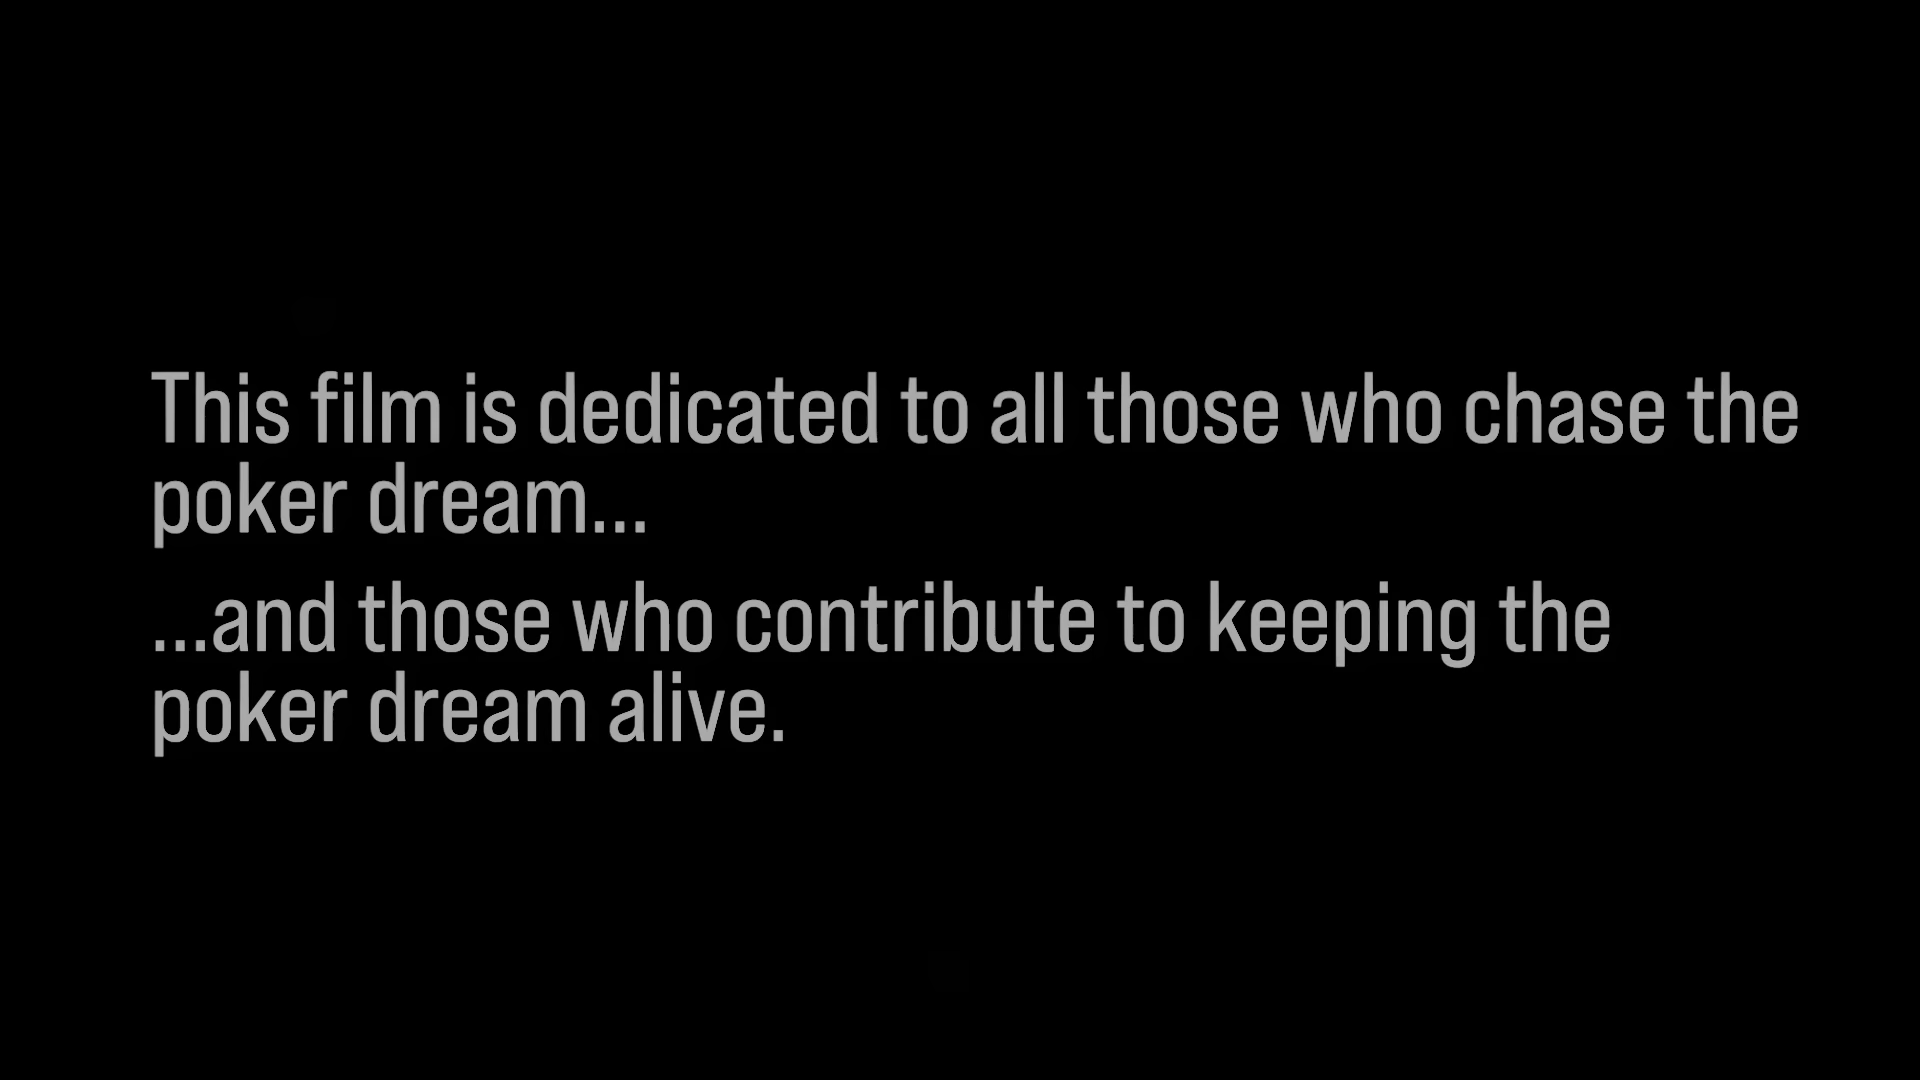 This film is dedicated to all those who chase the
poker dream...
...and those who contribute to keeping the
poker dream alive.